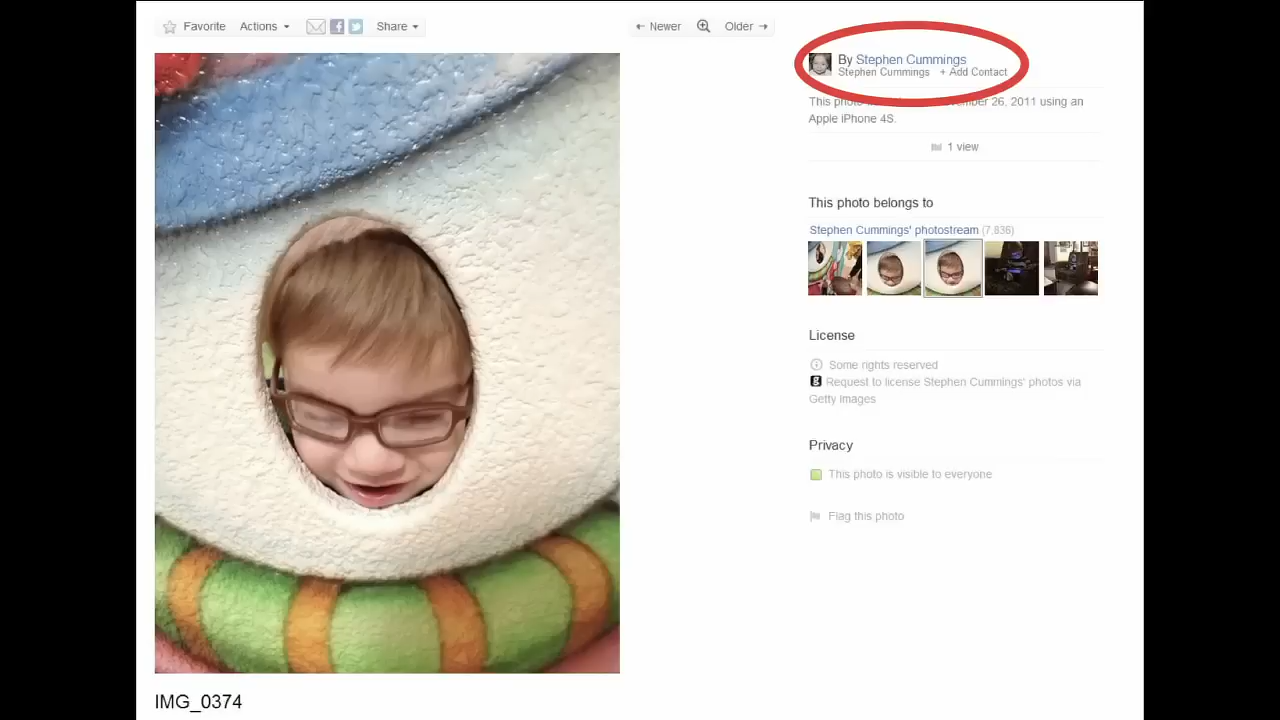 Favorite Actions Share
Newer Older
By Stephen Cummings
Stephen Cummings + Add Contact
This photo 26, 2011 using an
Apple iPhone 4S.
1 view
This photo belongs to
Stephen Cummings' photostream (7,836)
License
Some rights reserved
Request to license Stephen Cummings' photos via
Getty Images
Privacy
This photo is visible to everyone
Flag this photo
IMG_0374